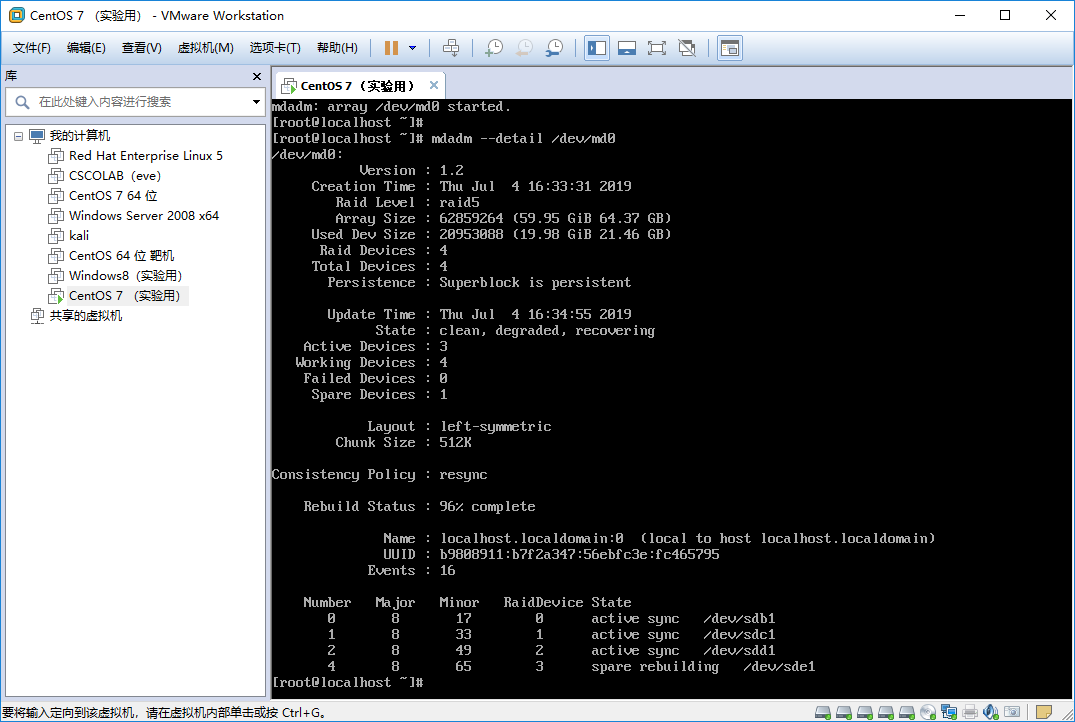 CentOS 7 （实验用） - VMware Workstation
文件(F) 编辑(E) 查看(V) 虚拟机(M) 选项卡(T) 帮助(H)
库
在此处键入内容进行搜索
我的计算机
Red Hat Enterprise Linux 5
CSCOLAB（eve）
CentOS 7 64 位
Windows Server 2008 x64
kali
CentOS 64 位 靶机
Windows8（实验用）
CentOS 7 （实验用）
共享的虚拟机
CentOS 7 （实验用）
mdadm: array /dev/md0 started.
[root@localhost ~]#
[root@localhost ~]# mdadm --detail /dev/md0
/dev/md0:
Version : 1.2
Creation Time : Thu Jul  4 16:33:31 2019
Raid Level : raid5
Array Size : 62859264 (59.95 GiB 64.37 GB)
Used Dev Size : 20953088 (19.98 GiB 21.46 GB)
Raid Devices : 4
Total Devices : 4
Persistence : Superblock is persistent
Update Time : Thu Jul  4 16:34:55 2019
State : clean, degraded, recovering
Active Devices : 3
Working Devices : 4
Failed Devices : 0
Spare Devices : 1
Layout : left-symmetric
Chunk Size : 512K
Consistency Policy : resync
Rebuild Status : 96% complete
Name : localhost.localdomain:0  (local to host localhost.localdomain)
UUID : b9808911:b7f2a347:56ebfc3e:fc465795
Events : 16
Number   Major   Minor   RaidDevice State
0       8       17        0      active sync   /dev/sdb1
1       8       33        1      active sync   /dev/sdc1
2       8       49        2      active sync   /dev/sdd1
4       8       65        3      spare rebuilding   /dev/sde1
[root@localhost ~]#
要将输入定向到该虚拟机，请在虚拟机内部单击或按 Ctrl+G。